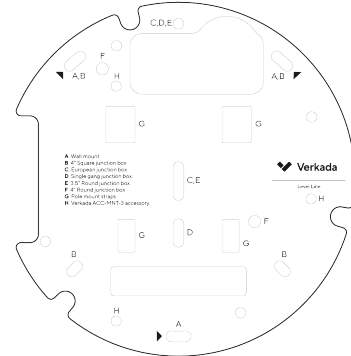 C,D,E
F
A,B
H
A,B
G
G
A Wall mount
B 4" Square junction box
C European junction box
D Single gang junction box
E 3.5" Round junction box
F 4" Round junction box
G Pole mount straps
H Verkada ACC-MNT-3 accessory
C,E
Verkada
Level Line
H
F
G
D
G
B
B
H
A